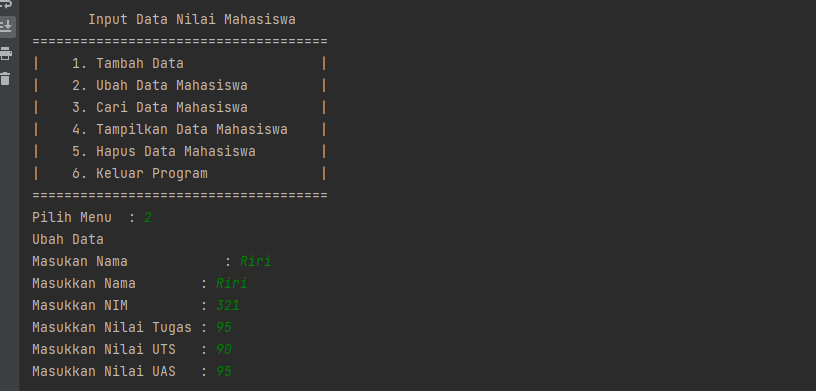 Input Data Nilai Mahasiswa
=====================================
|    1. Tambah Data                 |
|    2. Ubah Data Mahasiswa         |
|    3. Cari Data Mahasiswa         |
|    4. Tampilkan Data Mahasiswa    |
|    5. Hapus Data Mahasiswa        |
|    6. Keluar Program              |
=====================================
Pilih Menu  : 2
Ubah Data
Masukan Nama            : Riri
Masukkan Nama        : Riri
Masukkan NIM         : 321
Masukkan Nilai Tugas : 95
Masukkan Nilai UTS   : 90
Masukkan Nilai UAS   : 95